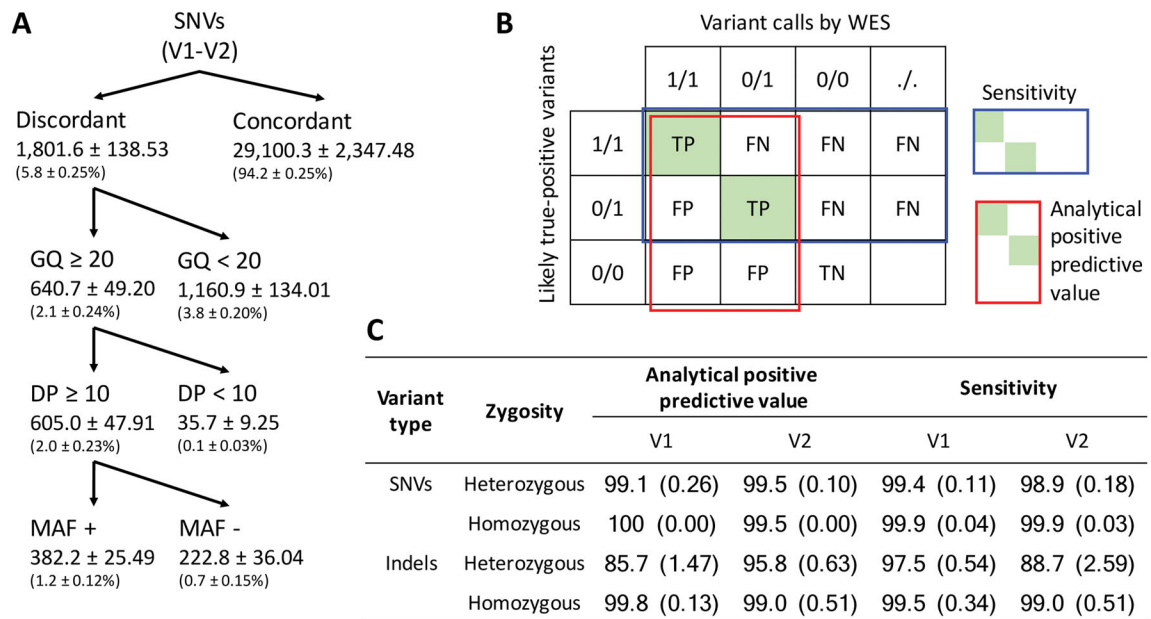 A
SNVs
(V1-V2)
Discordant
1,801.6 ± 138.53
(5.8 ± 0.25%)
Concordant
29,100.3 ± 2,347.48
(94.2 ± 0.25%)
GQ ≥ 20
640.7 ± 49.20
(2.1 ± 0.24%)
GQ < 20
1,160.9 ± 134.01
(3.8 ± 0.20%)
DP ≥ 10
605.0 ± 47.91
(2.0 ± 0.23%)
DP < 10
35.7 ± 9.25
(0.1 ± 0.03%)
MAF +
382.2 ± 25.49
(1.2 ± 0.12%)
MAF -
222.8 ± 36.04
(0.7 ± 0.15%)
B
Variant calls by WES
Likely true-positive variants
1/1 0/1 0/0 ./.
1/1 TP FN FN FN
0/1 FP TP FN FN
0/0 FP FP TN
Sensitivity
Analytical
positive
predictive
value
C
Variant
type
Zygosity
Analytical positive
predictive value
Sensitivity
V1 V2 V1 V2
SNVs Heterozygous 99.1 (0.26) 99.5 (0.10) 99.4 (0.11) 98.9 (0.18)
Homozygous 100 (0.00) 99.5 (0.00) 99.9 (0.04) 99.9 (0.03)
Indels Heterozygous 85.7 (1.47) 95.8 (0.63) 97.5 (0.54) 88.7 (2.59)
Homozygous 99.8 (0.13) 99.0 (0.51) 99.5 (0.34) 99.0 (0.51)